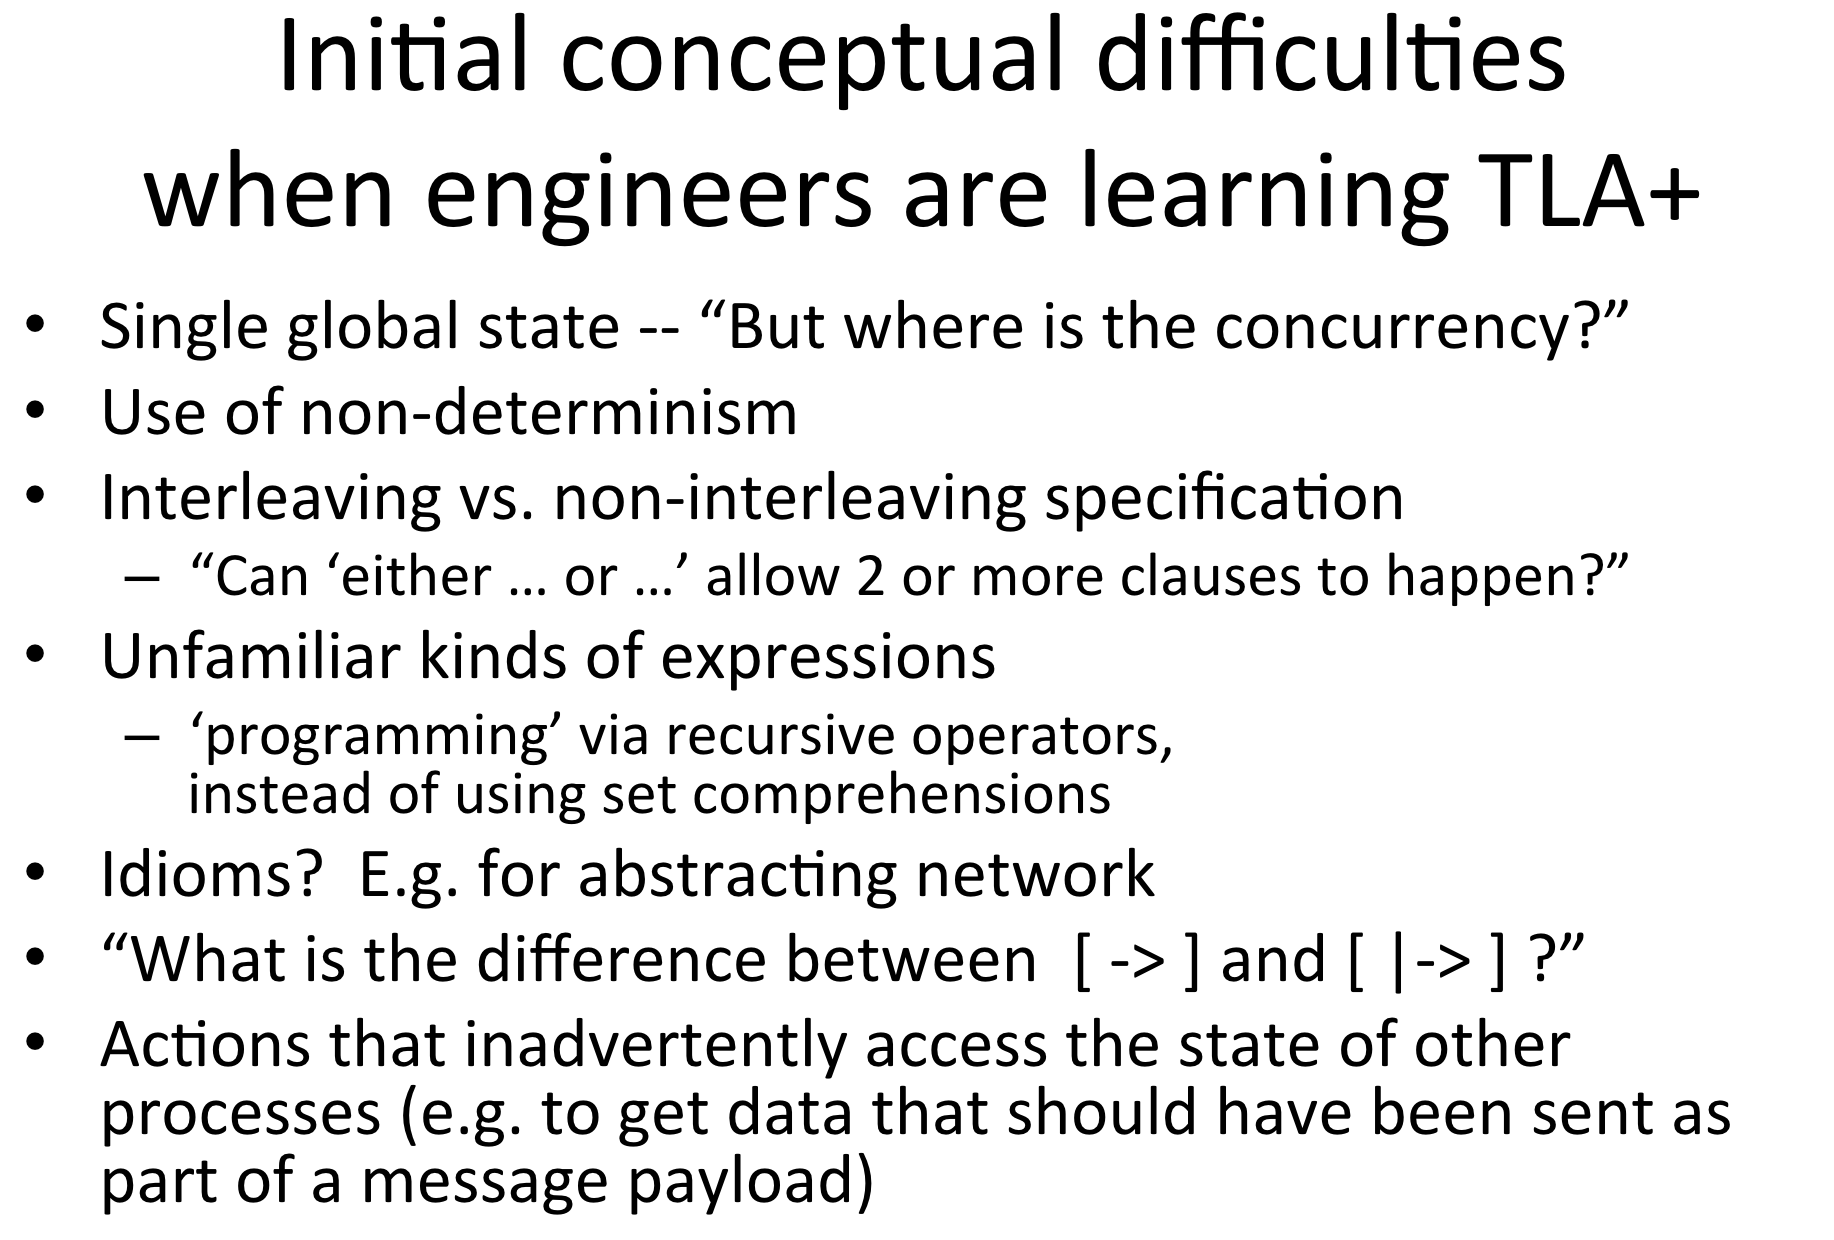 Initial conceptual difficulties
when engineers are learning TLA+
• Single global state -- “But where is the concurrency?”
• Use of non-determinism
• Interleaving vs. non-interleaving specification
– “Can ‘either … or …’ allow 2 or more clauses to happen?”
• Unfamiliar kinds of expressions
– ‘programming’ via recursive operators,
instead of using set comprehensions
• Idioms?  E.g. for abstracting network
• “What is the difference between  [ -> ] and [ |-> ] ?”
• Actions that inadvertently access the state of other
processes (e.g. to get data that should have been sent as
part of a message payload)